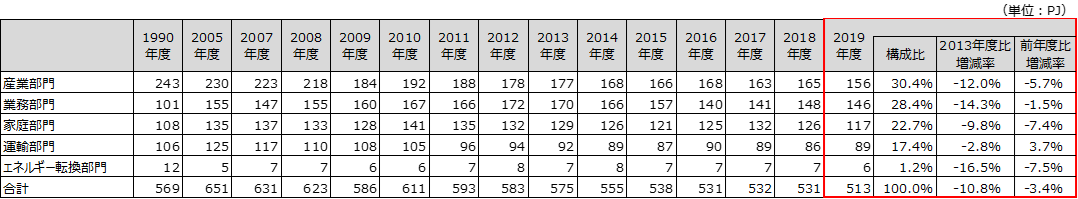 （単位：PJ）
1990年度 2005年度 2007年度 2008年度 2009年度 2010年度 2011年度 2012年度 2013年度 2014年度 2015年度 2016年度 2017年度 2018年度 2019年度 構成比 2013年度比増減率 前年度比増減率
産業部門 243 230 223 218 184 192 188 178 177 168 166 168 163 165 156 30.4% -12.0% -5.7%
業務部門 101 155 147 155 160 167 166 172 170 166 157 140 141 148 146 28.4% -14.3% -1.5%
家庭部門 108 135 137 133 128 141 135 132 129 126 121 125 132 126 117 22.7% -9.8% -7.4%
運輸部門 106 125 117 110 108 105 96 94 92 89 87 90 89 86 89 17.4% -2.8% 3.7%
エネルギー転換部門 12 5 7 7 6 6 7 8 7 8 7 7 7 7 6 1.2% -16.5% -7.5%
合計 569 651 631 623 586 611 593 583 575 555 538 531 532 531 513 100.0% -10.8% -3.4%